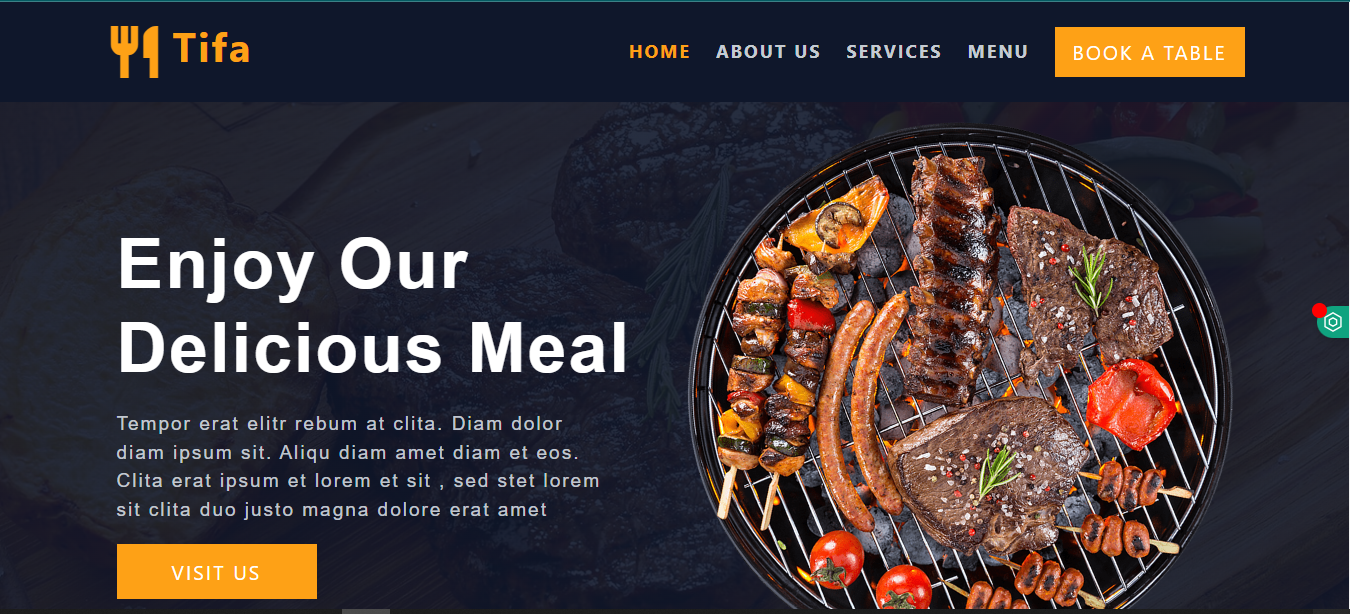 Tifa
HOME ABOUT US SERVICES MENU BOOK A TABLE
Enjoy Our
Delicious Meal
Tempor erat elitr rebum at clita. Diam dolor
diam ipsum sit. Aliqu diam amet diam et eos.
Clita erat ipsum et lorem et sit , sed stet lorem
sit clita duo justo magna dolore erat amet
VISIT US